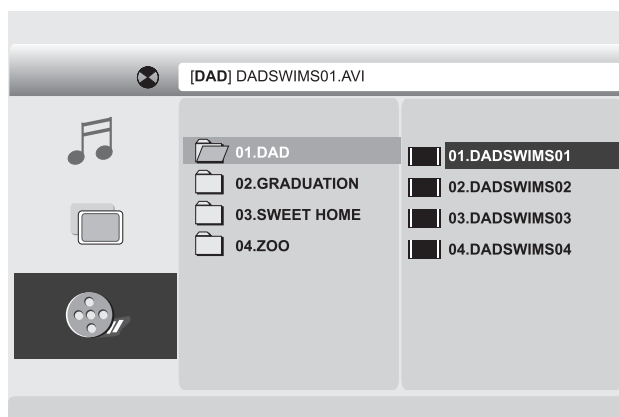 [DAD] DADSWIMS01.AVI
01.DAD
02.GRADUATION
03.SWEET HOME
04.ZOO
01.DADSWIMS01
02.DADSWIMS02
03.DADSWIMS03
04.DADSWIMS04